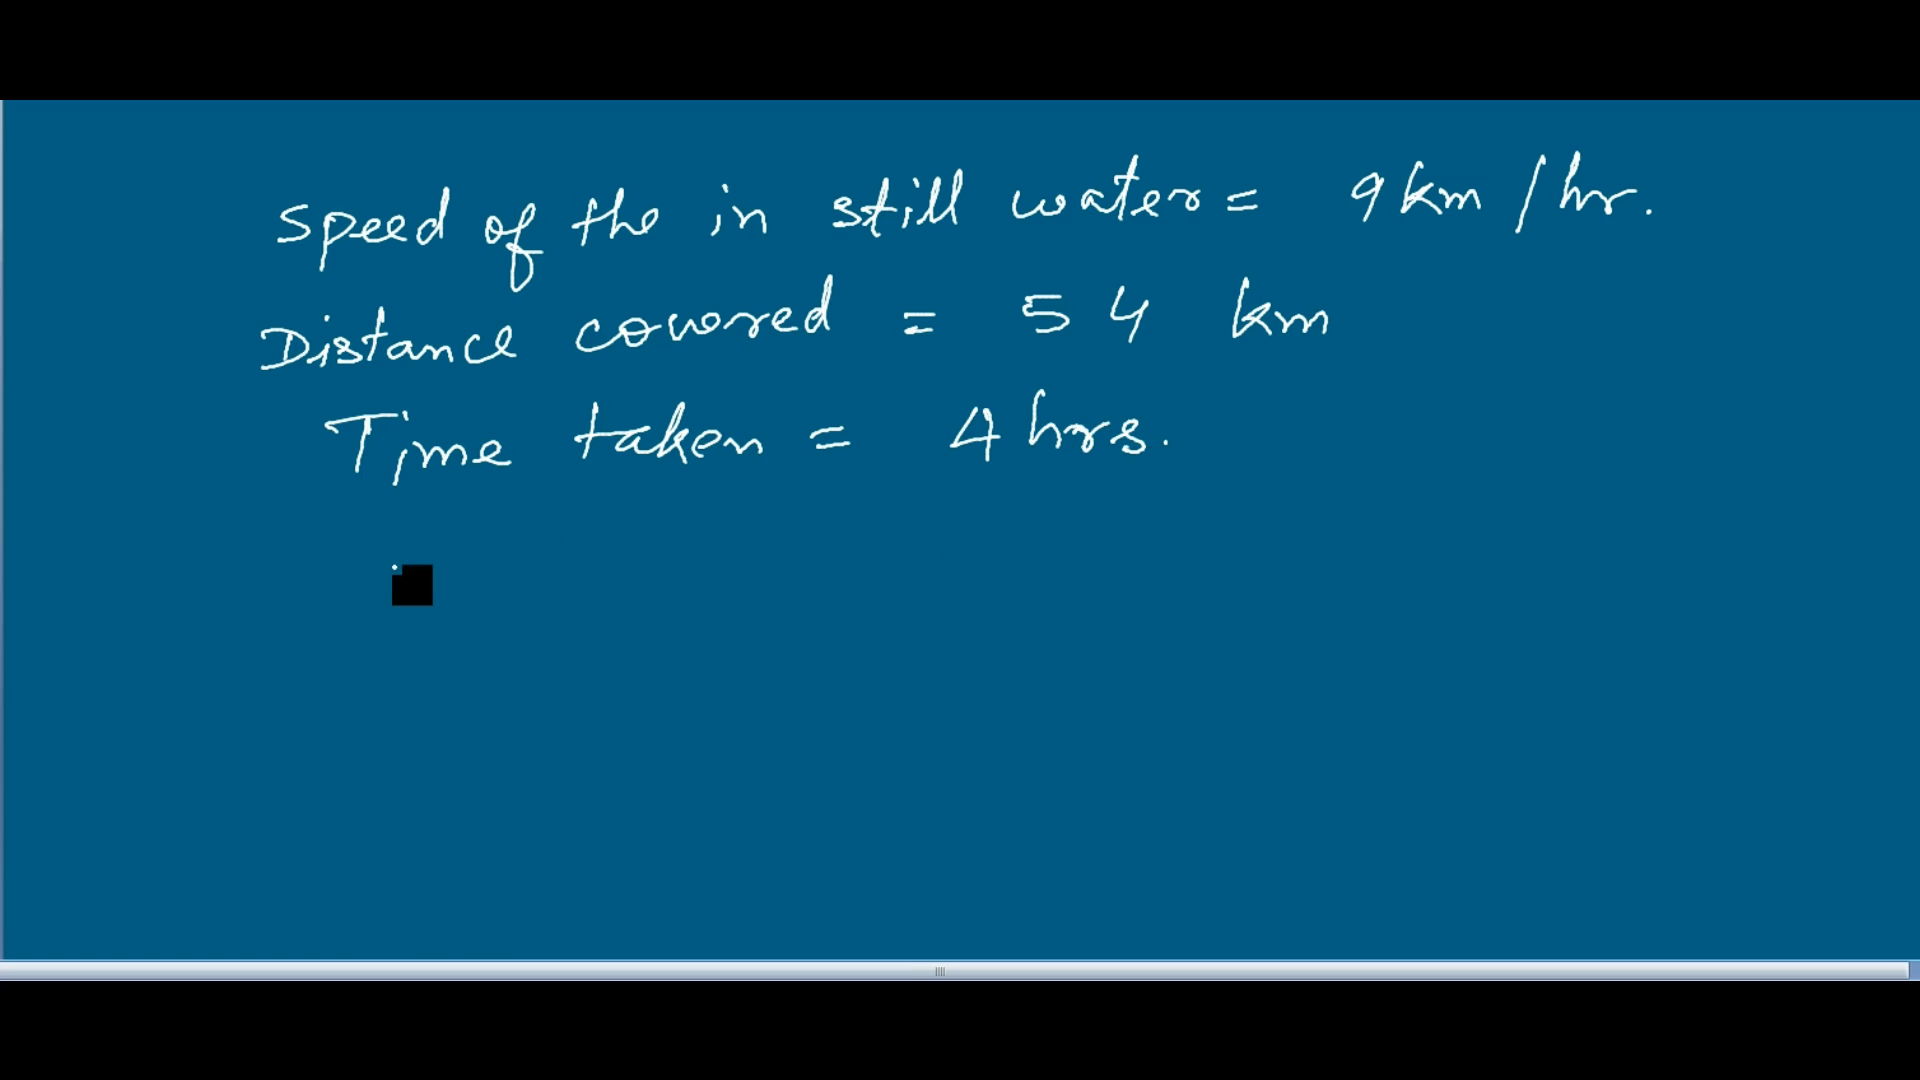 Speed of the in still water = 9 km/hr.
Distance covered = 54 km
Time taken = 4 hrs.